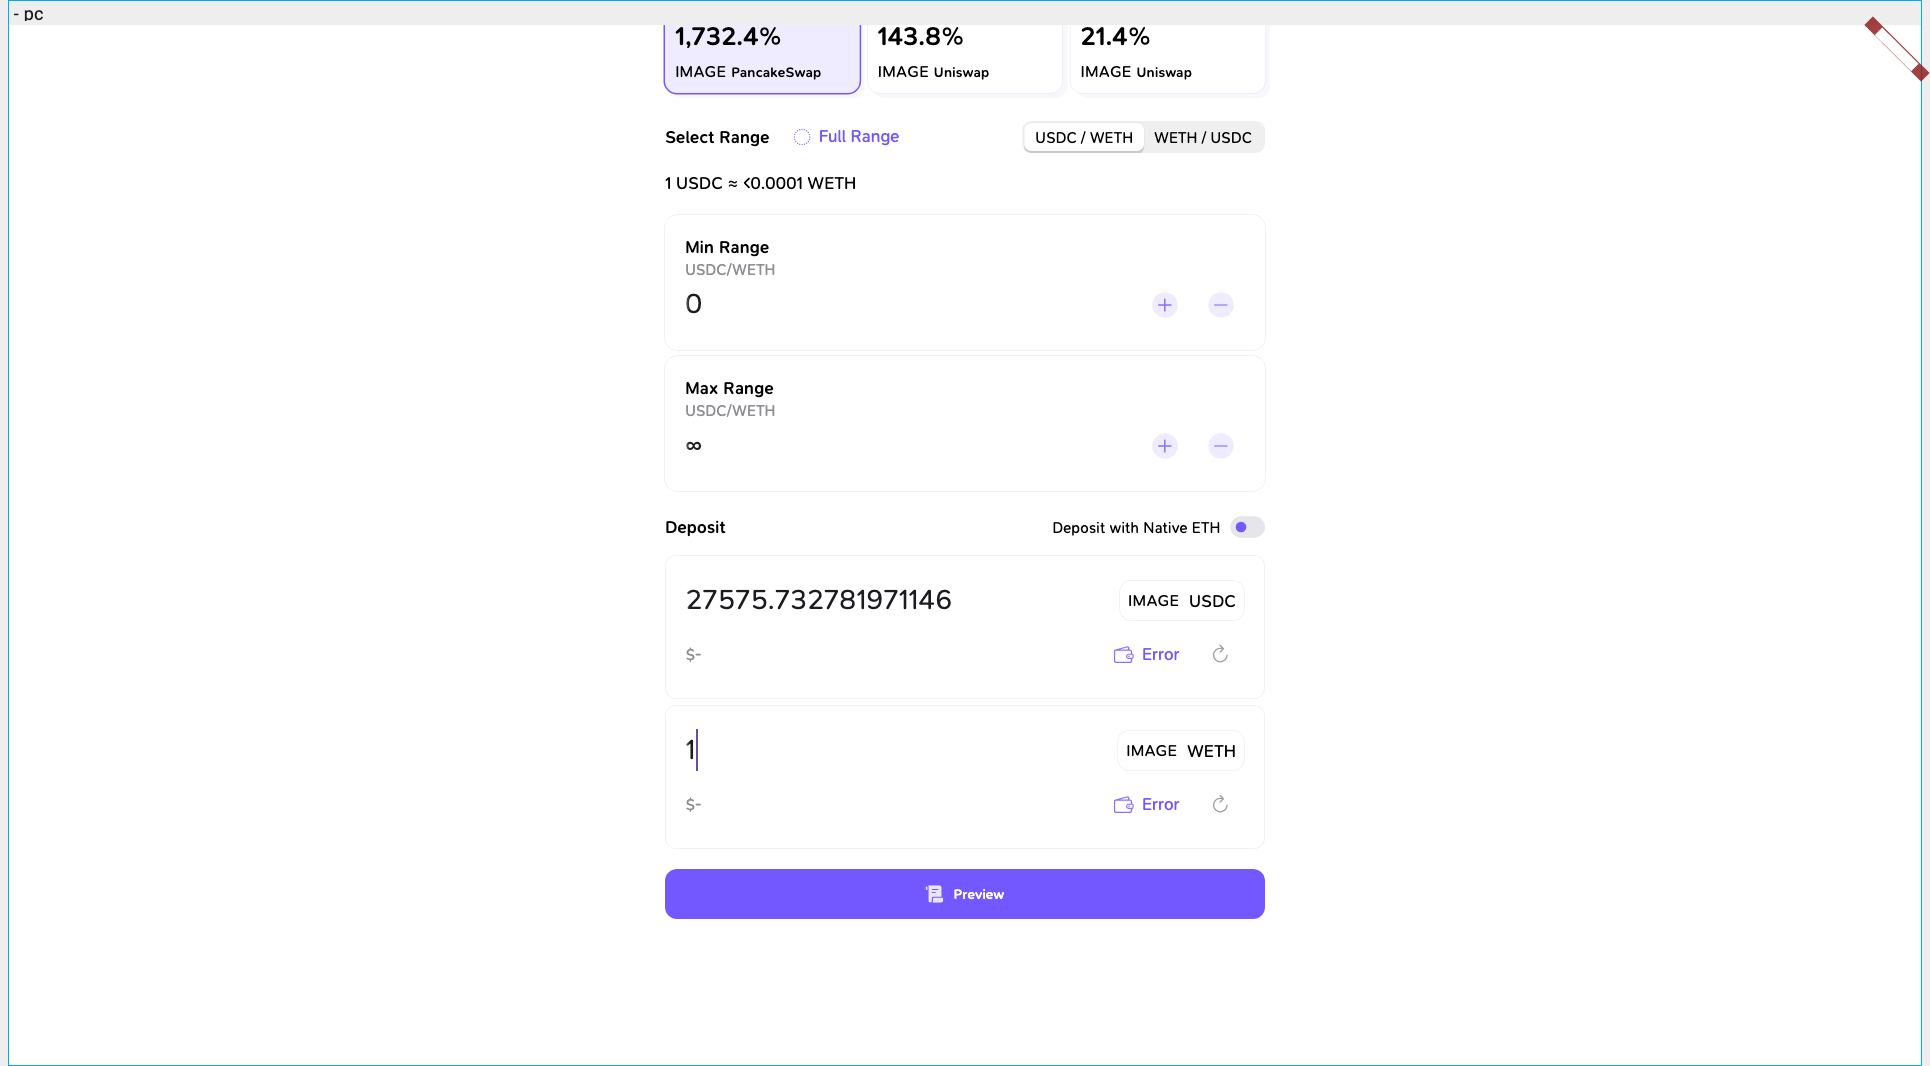 - pc
1,732.4%
IMAGE PancakeSwap
143.8%
IMAGE Uniswap
21.4%
IMAGE Uniswap
Select Range
Full Range
USDC / WETH
WETH / USDC
1 USDC ≈ <0.0001 WETH
Min Range
USDC/WETH
0
Max Range
USDC/WETH
∞
Deposit
Deposit with Native ETH
27575.732781971146
IMAGE USDC
$-
Error
1
IMAGE WETH
$-
Error
Preview